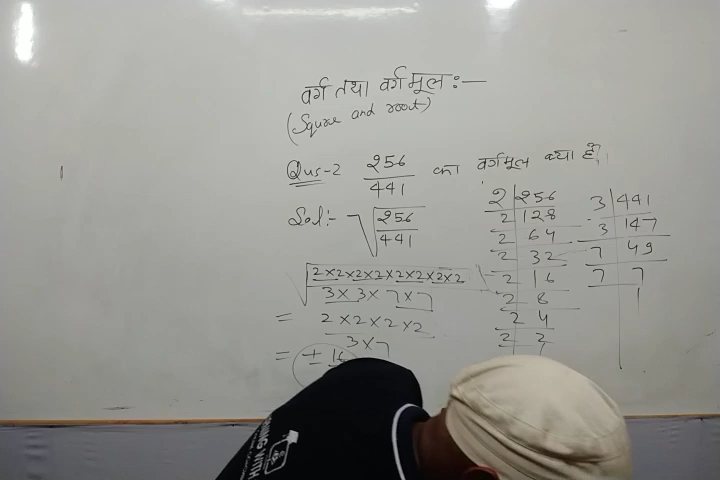 वर्ग तथा वर्गमूल :—
(Squre and root)
Qus-2 256/441 का वर्गमूल क्या है
Sol:- √256/441
√2×2×2×2×2×2×2×2/3×3×7×7
= 2×2×2×2/3×7
= ± 16
2 | 256
2 | 128
2 | 64
2 | 32
2 | 16
2 | 8
2 | 4
2 | 2
3 | 441
3 | 147
7 | 49
7 | 7
1